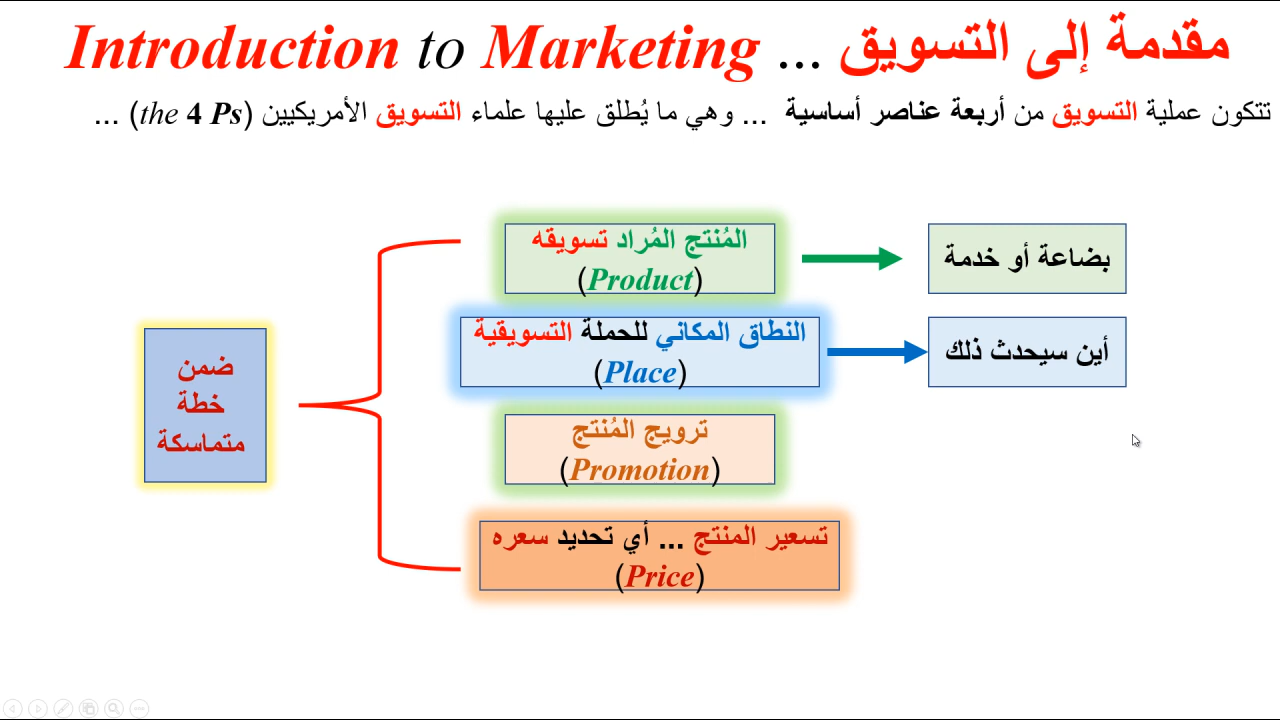 مقدمة إلى التسويق ... Introduction to Marketing
تتكون عملية التسويق من أربعة عناصر أساسية ... وهي ما يُطلق عليها علماء التسويق الأمريكيين (the 4 Ps) ...
المُنتج المُراد تسويقه
(Product)
بضاعة أو خدمة
النطاق المكاني للحملة التسويقية
(Place)
أين سيحدث ذلك
ترويج المُنتج
(Promotion)
تسعير المنتج ... أي تحديد سعره
(Price)
ضمن
خطة
متماسكة